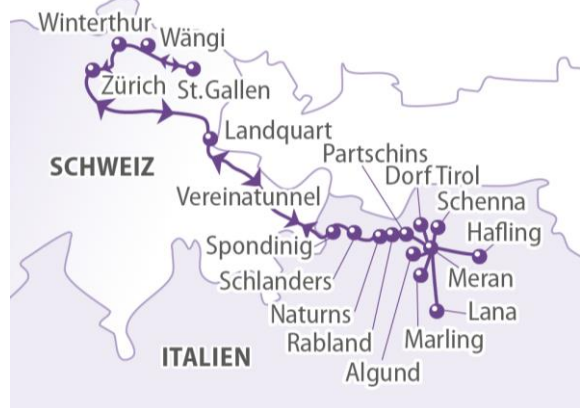 Winterthur
Wängi
Zürich
St.Gallen
Landquart
SCHWEIZ
Partschins
Dorf Tirol
Vereinatunnel
Schenna
Spondinig
Hafling
Schlanders
Meran
Naturns
Lana
Rabland
Marling
ITALIEN
Algund